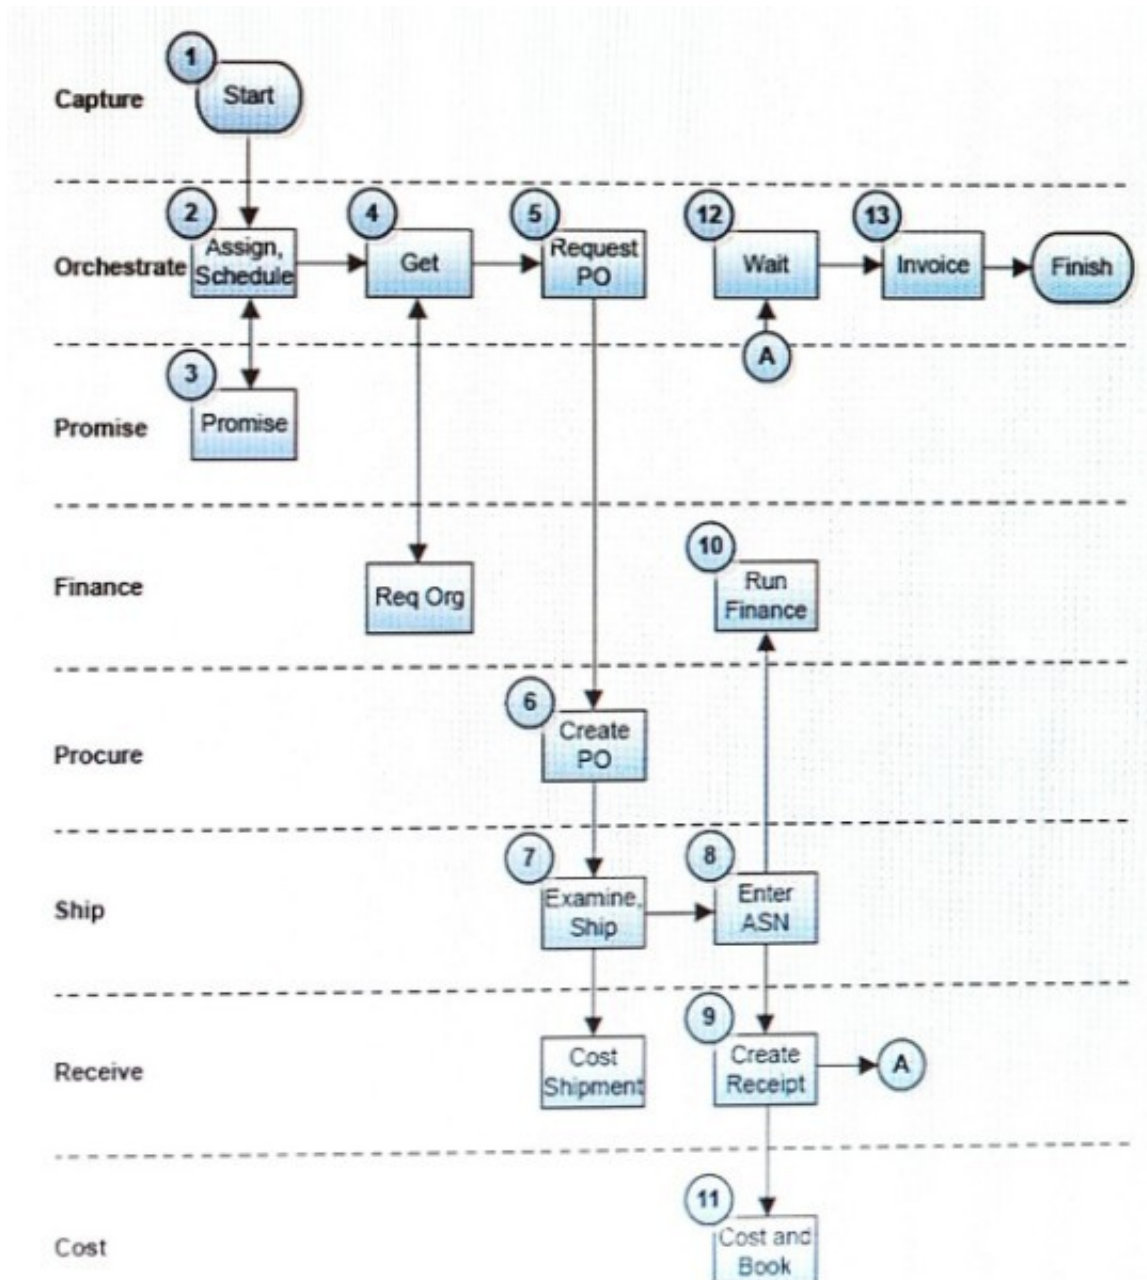 1
Capture
Start
2
4
5
12
13
Orchestrate
Assign,
Schedule
Get
Request
PO
Wait
Invoice
Finish
3
A
Promise
Promise
10
Finance
Req Org
Run
Finance
6
Procure
Create
PO
7
8
Ship
Examine,
Ship
Enter
ASN
9
Receive
Cost
Shipment
Create
Receipt
A
11
Cost
Cost and
Book